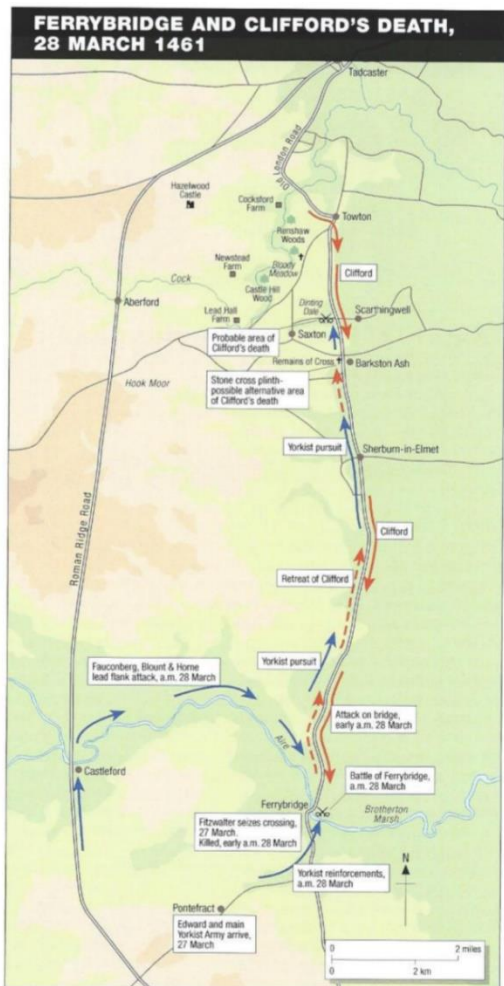 FERRYBRIDGE AND CLIFFORD'S DEATH,
28 MARCH 1461
Tadcaster
Old London Road
Hazelwood
Castle
Cocksford
Farm
Towton
Renshaw
Woods
Bloody
Meadow
Clifford
Newstead
Farm
Cock
Castle Hill
Wood
Aberford
Lead Hall
Farm
Dinting
Dale
Scarthingwell
Saxton
Probable area of
Clifford's death
Remains of Cross
Barkston Ash
Hook Moor
Stone cross plinth-
possible alternative area
of Clifford's death
Yorkist pursuit
Sherburn-in-Elmet
Roman Ridge Road
Clifford
Retreat of Clifford
Fauconberg, Blount & Horne
lead flank attack, a.m. 28 March
Yorkist pursuit
Attack on bridge,
early a.m. 28 March
Aire
Castleford
Battle of Ferrybridge,
a.m. 28 March
Ferrybridge
Brotherton
Marsh
Fitzwalter seizes crossing,
27 March.
Killed, early a.m. 28 March
N
Yorkist reinforcements,
a.m. 28 March
Pontefract
Edward and main
Yorkist Army arrive,
27 March
0 2 miles
0 2 km